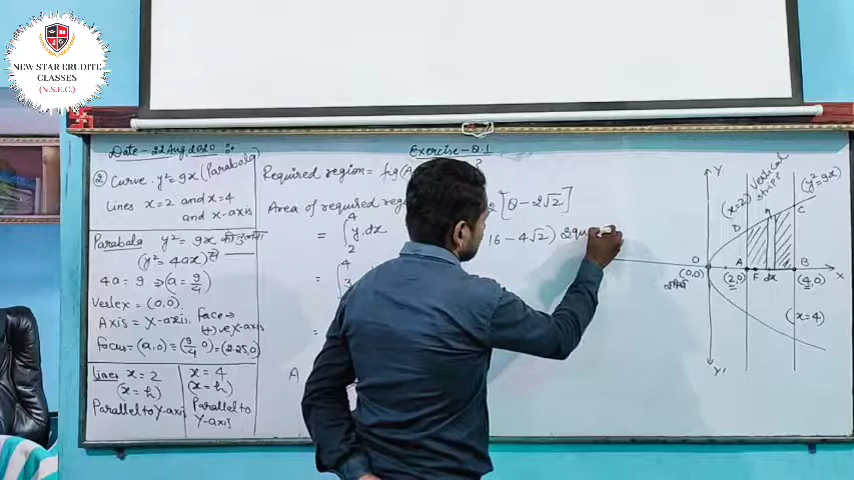 NEW STAR ERUDITE
CLASSES
(N.S.E.C.)
Date - 22 Aug, 2020
Exercise - 8.1
② Curve y² = 9x (Parabola)
Lines x = 2 and x = 4
and x-axis
Parabola y² = 9x की तुलना
(y² = 4ax) से
4a = 9 ⇒ (a = 9/4)
Vertex = (0,0)
Axis = X-axis. Face →
(+)ve X-axis
Focus = (a,0) = (9/4, 0) = (2.25,0)
Lines x = 2
(x = h)
Parallel to Y-axis
x = 4
(x = h)
Parallel to
Y-axis
Required region = fig(A
Area of required reg
= ∫₂⁴ y.dx
= ∫⁴
=
A
[8 - 2√2]
16 - 4√2) squ
Y
(x=2)
Vertical
strips
(y²=9x)
D
C
O
(0,0)
A
(2,0)
F
dx
B
(4,0)
X
(x=4)
Y'